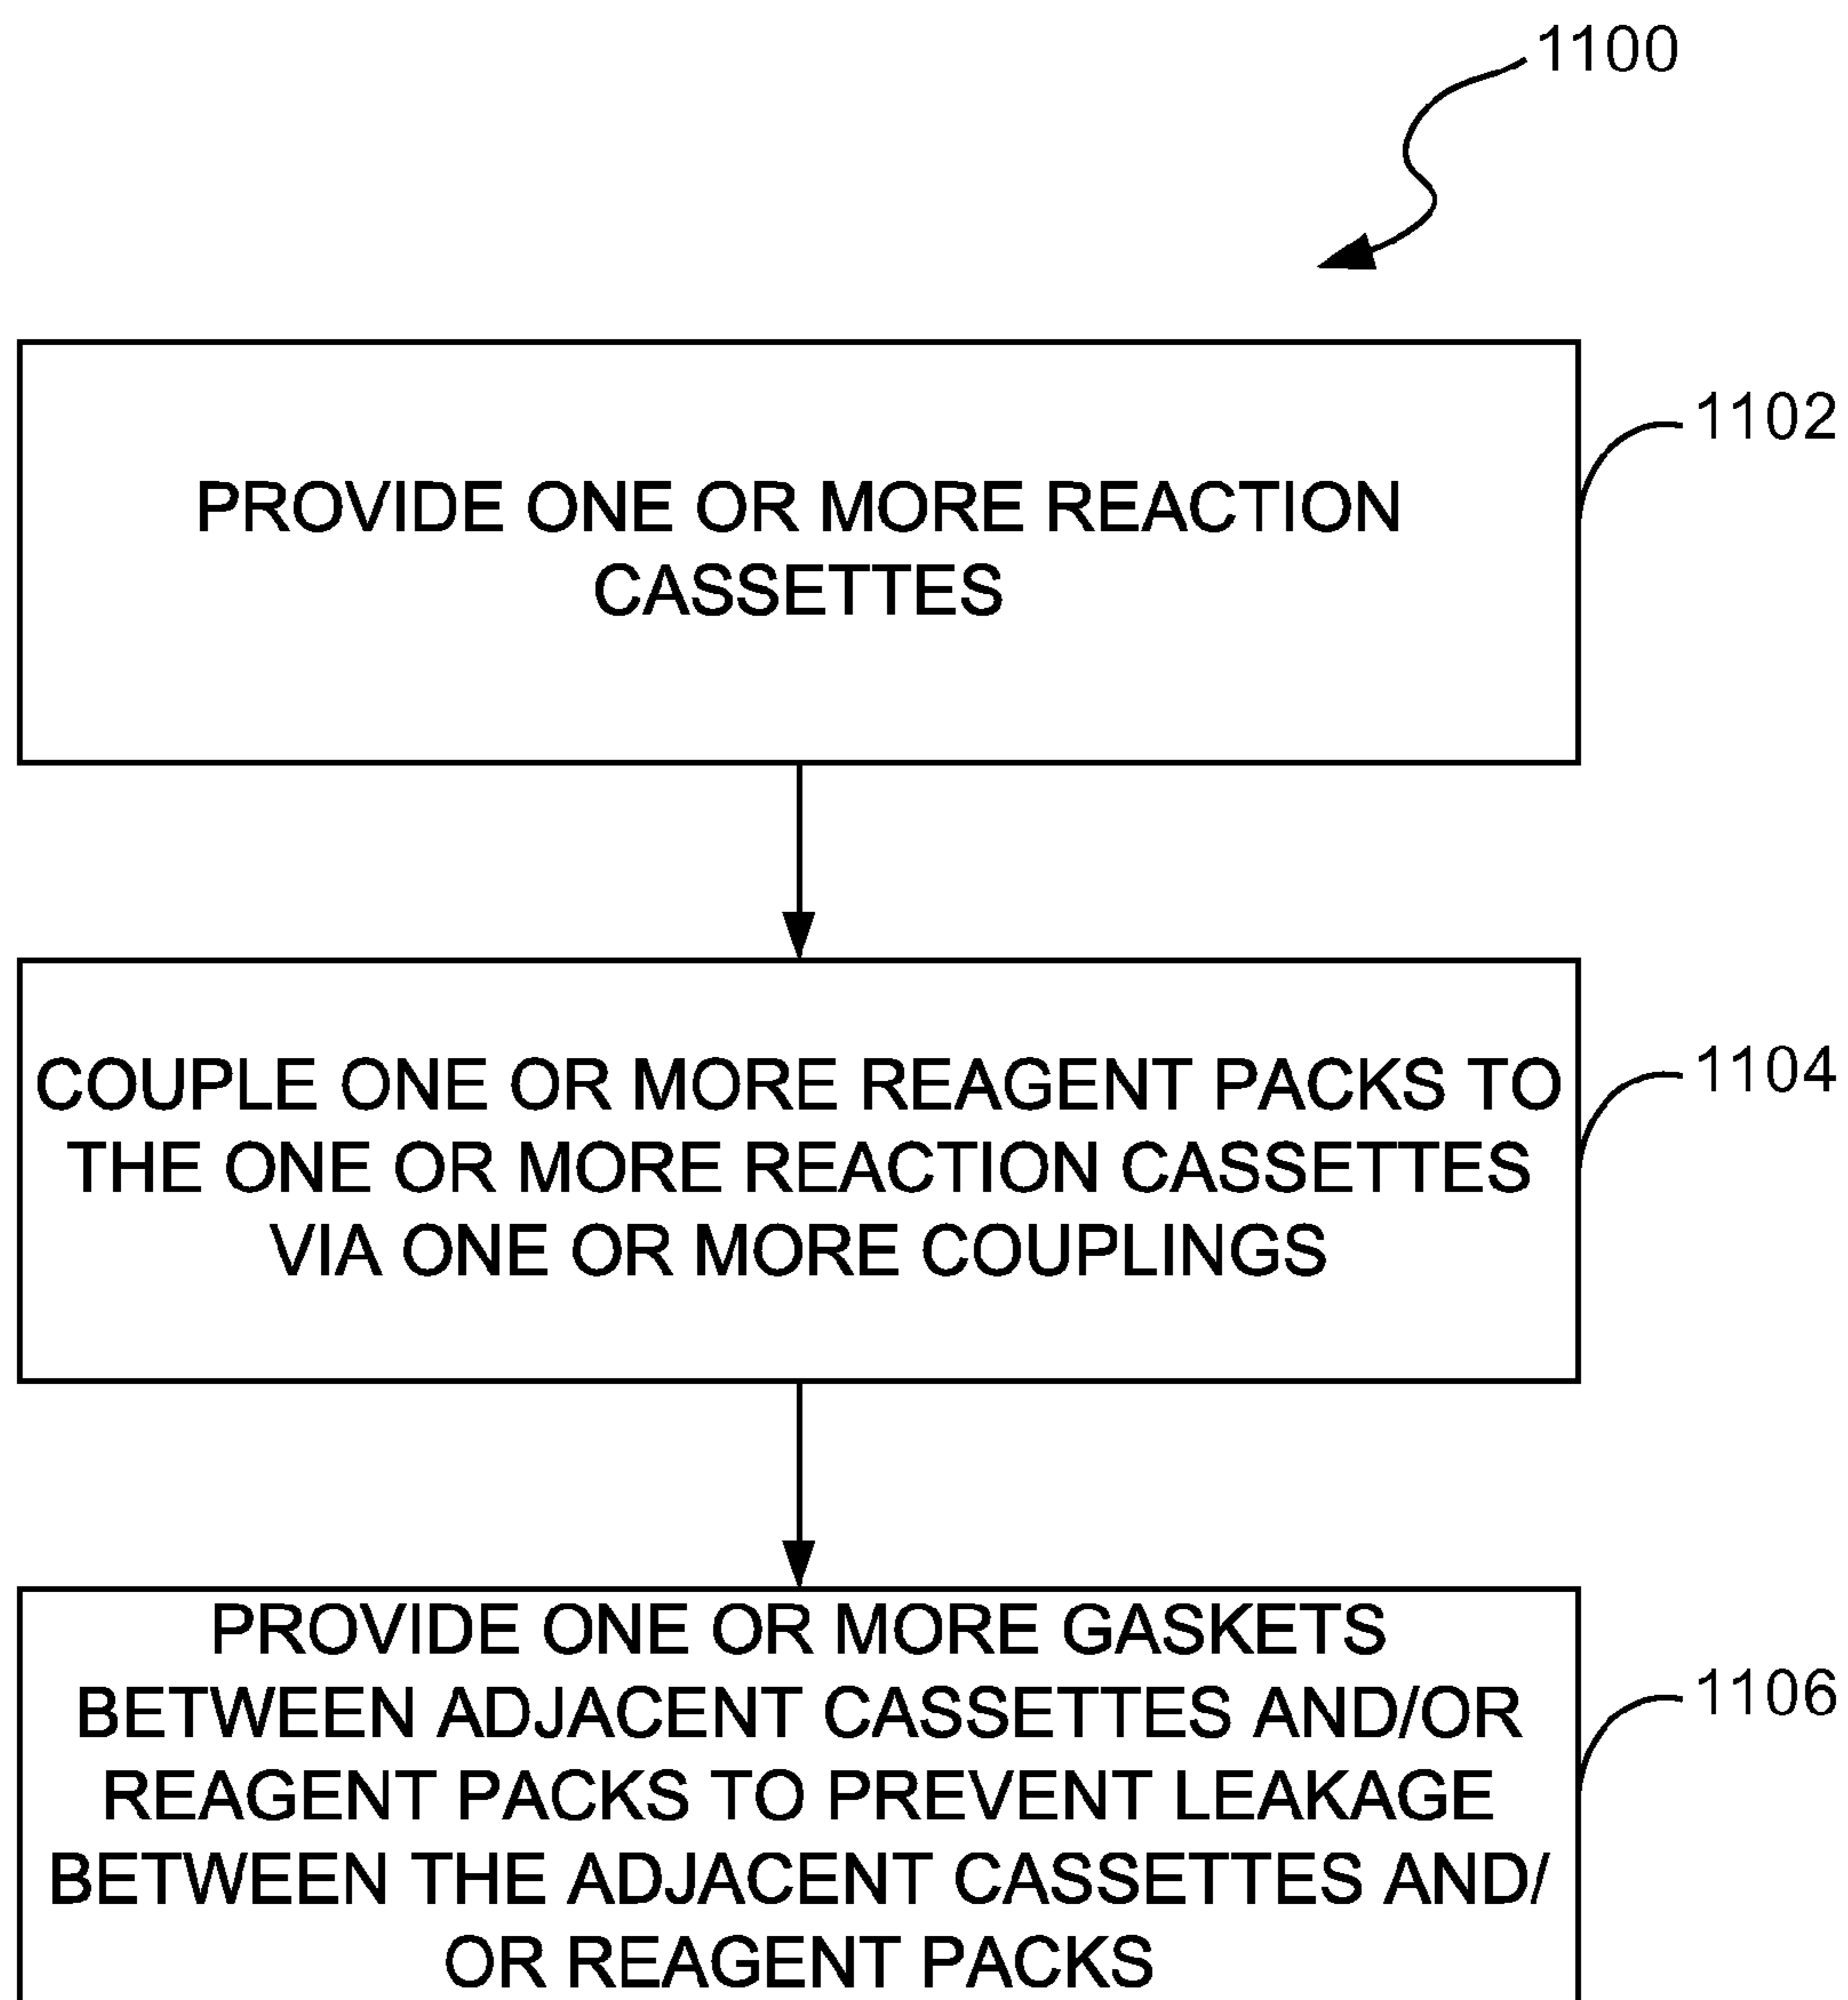 1100
1102
PROVIDE ONE OR MORE REACTION
CASSETTES
1104
COUPLE ONE OR MORE REAGENT PACKS TO
THE ONE OR MORE REACTION CASSETTES
VIA ONE OR MORE COUPLINGS
1106
PROVIDE ONE OR MORE GASKETS
BETWEEN ADJACENT CASSETTES AND/OR
REAGENT PACKS TO PREVENT LEAKAGE
BETWEEN THE ADJACENT CASSETTES AND/
OR REAGENT PACKS